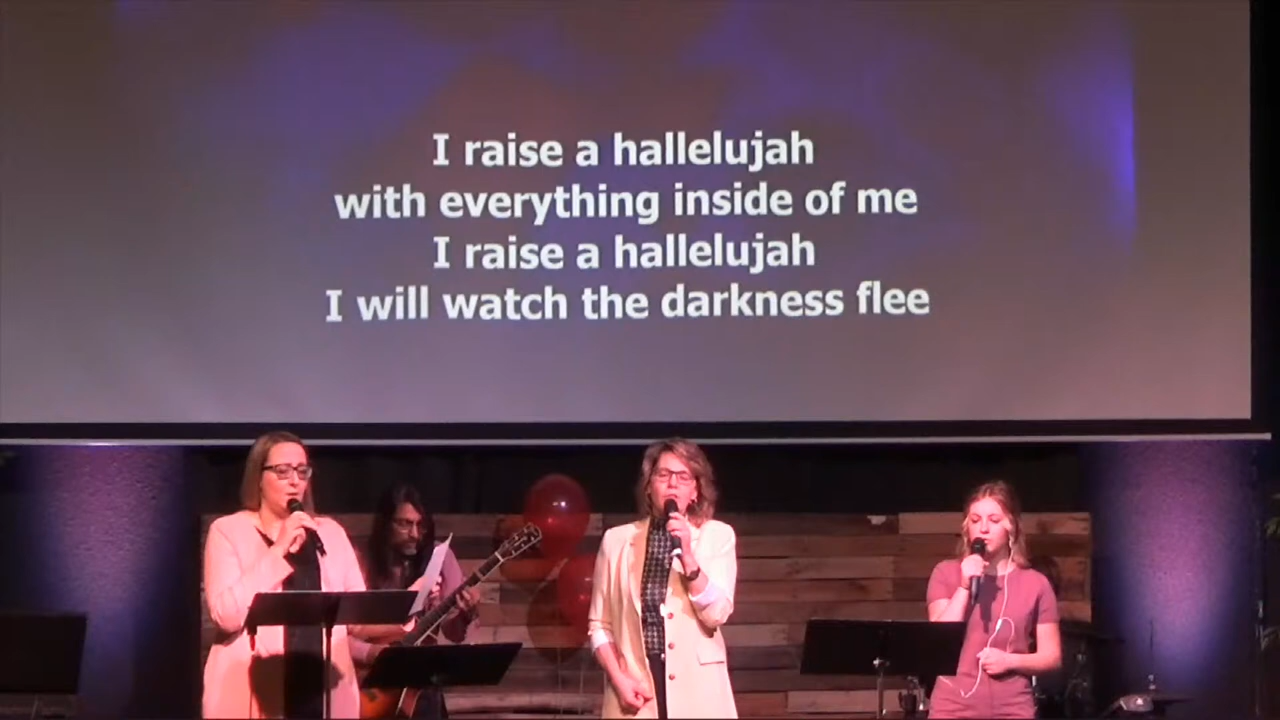 I raise a hallelujah
with everything inside of me
I raise a hallelujah
I will watch the darkness flee